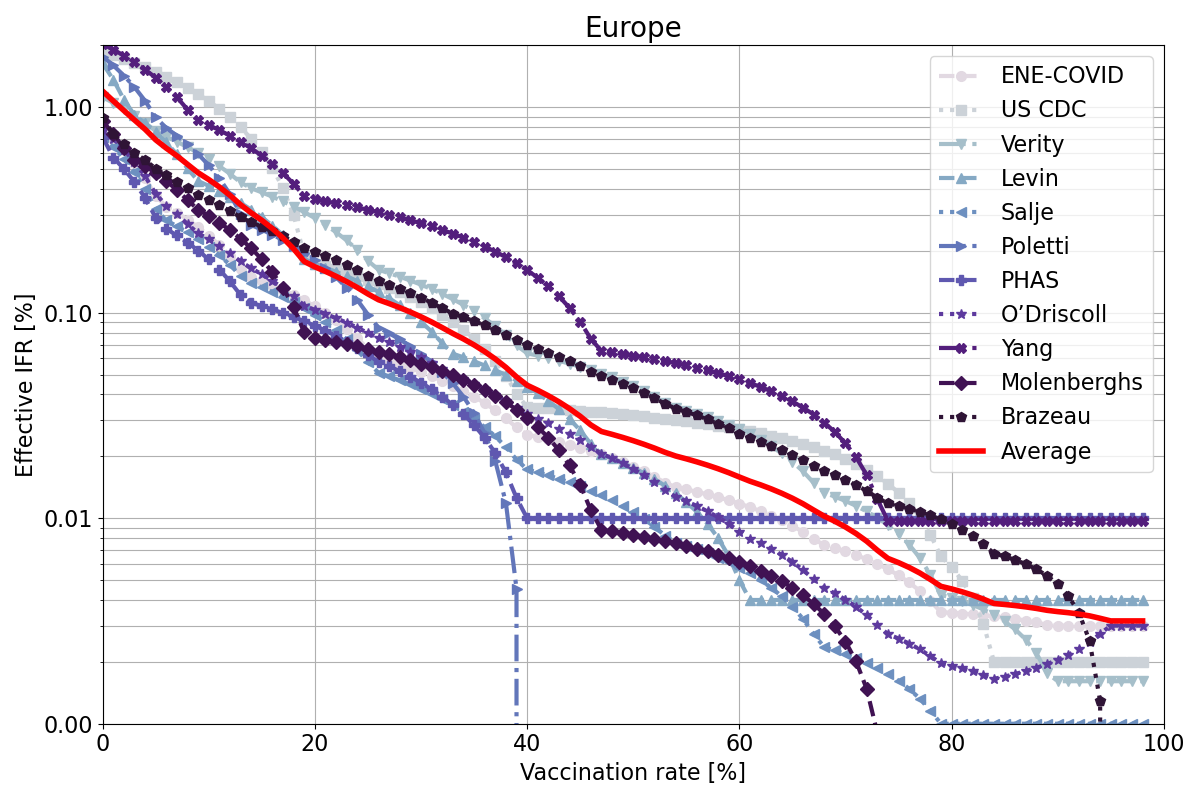 Europe
Effective IFR [%]
1.00
0.10
0.01
0.00
0
20
40
60
80
100
Vaccination rate [%]
ENE-COVID
US CDC
Verity
Levin
Salje
Poletti
PHAS
O’Driscoll
Yang
Molenberghs
Brazeau
Average